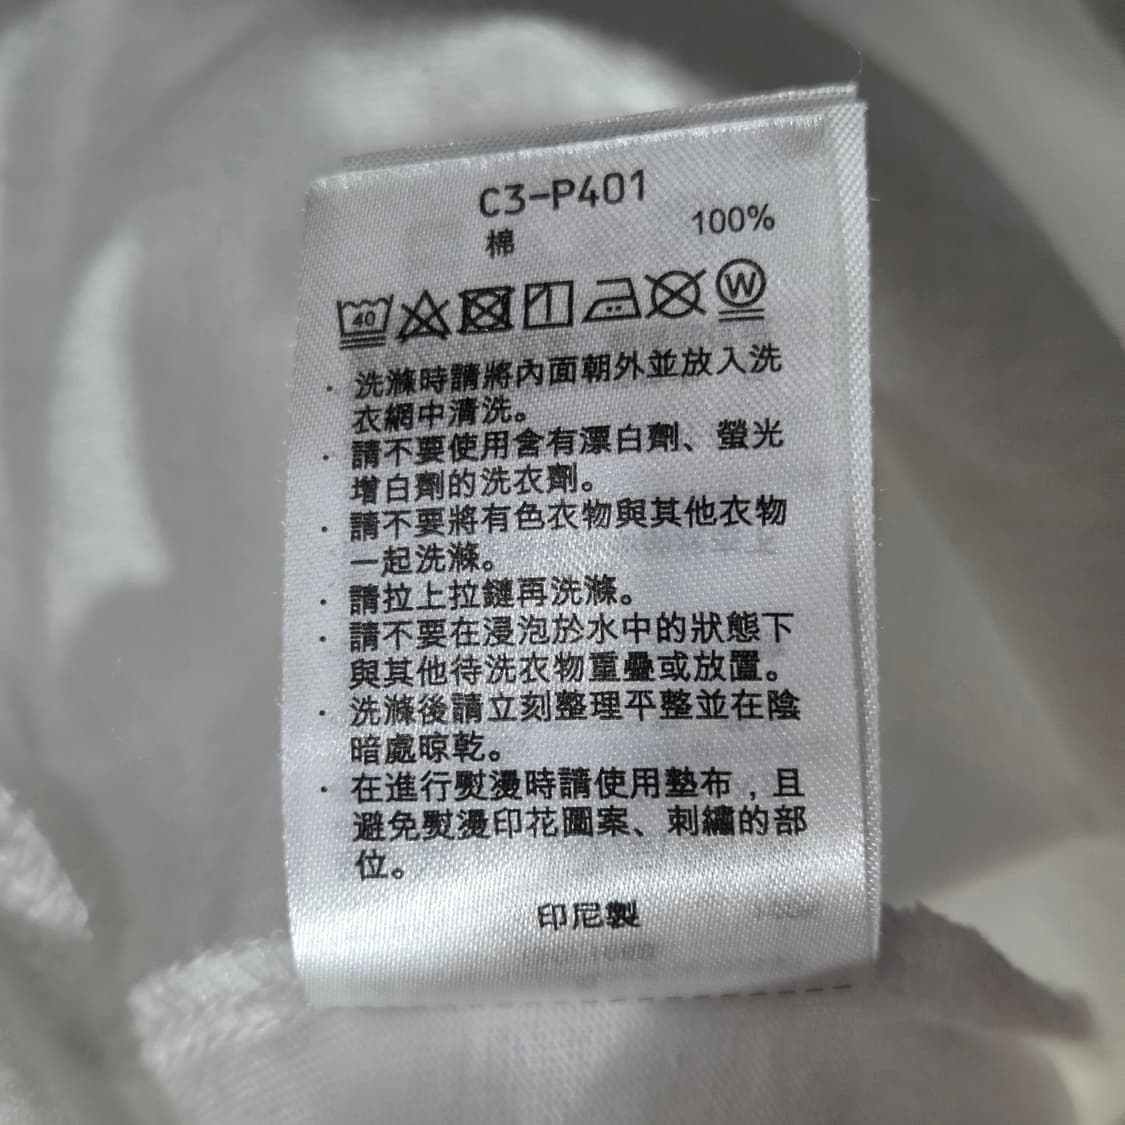 C3-P401
棉 100%
40 W
· 洗滌時請將內面朝外並放入洗
衣網中清洗。
· 請不要使用含有漂白劑、螢光
增白劑的洗衣劑。
· 請不要將有色衣物與其他衣物
一起洗滌。
· 請拉上拉鏈再洗滌。
· 請不要在浸泡於水中的狀態下
與其他待洗衣物重疊或放置。
· 洗滌後請立刻整理平整並在陰
暗處晾乾。
· 在進行熨燙時請使用墊布，且
避免熨燙印花圖案、刺繡的部
位。
印尼製